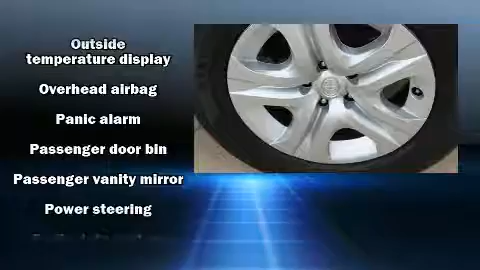 Outside
temperature display
Overhead airbag
Panic alarm
Passenger door bin
Passenger vanity mirror
Power steering